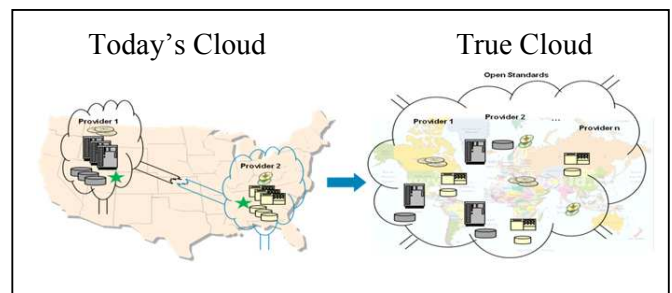 Today's Cloud
True Cloud
Provider 1
Provider 2
Open Standards
Provider 1
Provider 2
...
Provider n